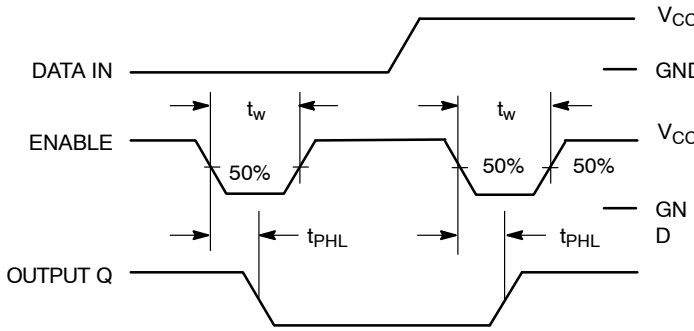 VCC
DATA IN
GND
tw
tw
ENABLE
VCC
50%
50%
50%
GN
D
tPHL
tPHL
OUTPUT Q